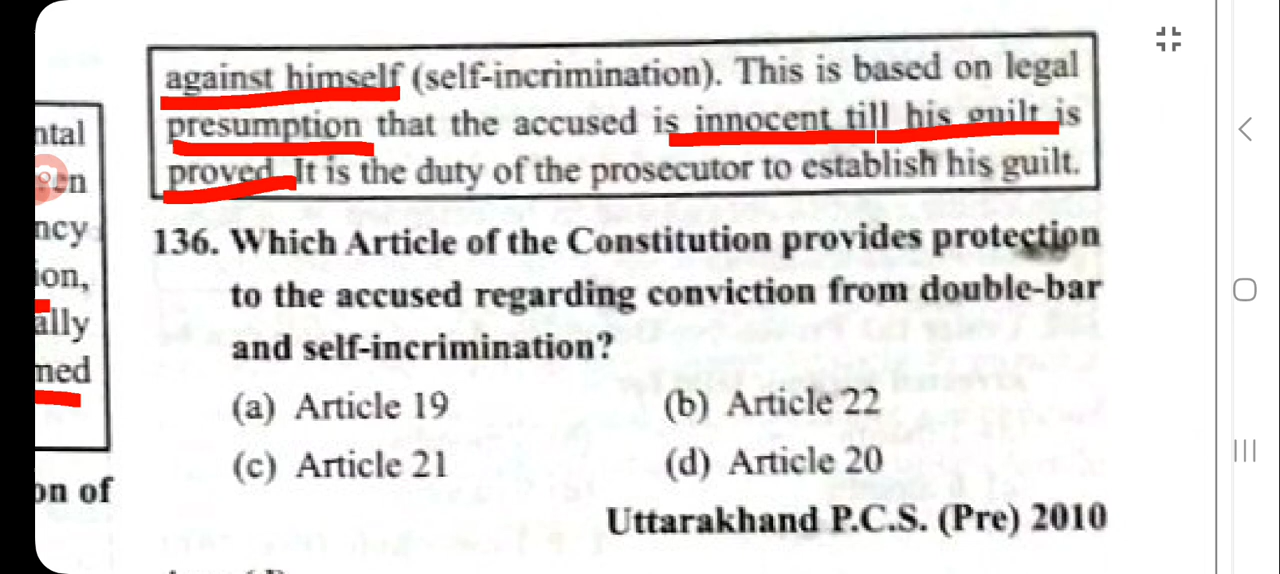 against himself (self-incrimination). This is based on legal
presumption that the accused is innocent till his guilt is
proved. It is the duty of the prosecutor to establish his guilt.
ntal
en
ncy
ion,
ally
med
on of
136. Which Article of the Constitution provides protection
to the accused regarding conviction from double-bar
and self-incrimination?
(a) Article 19
(b) Article 22
(c) Article 21
(d) Article 20
Uttarakhand P.C.S. (Pre) 2010